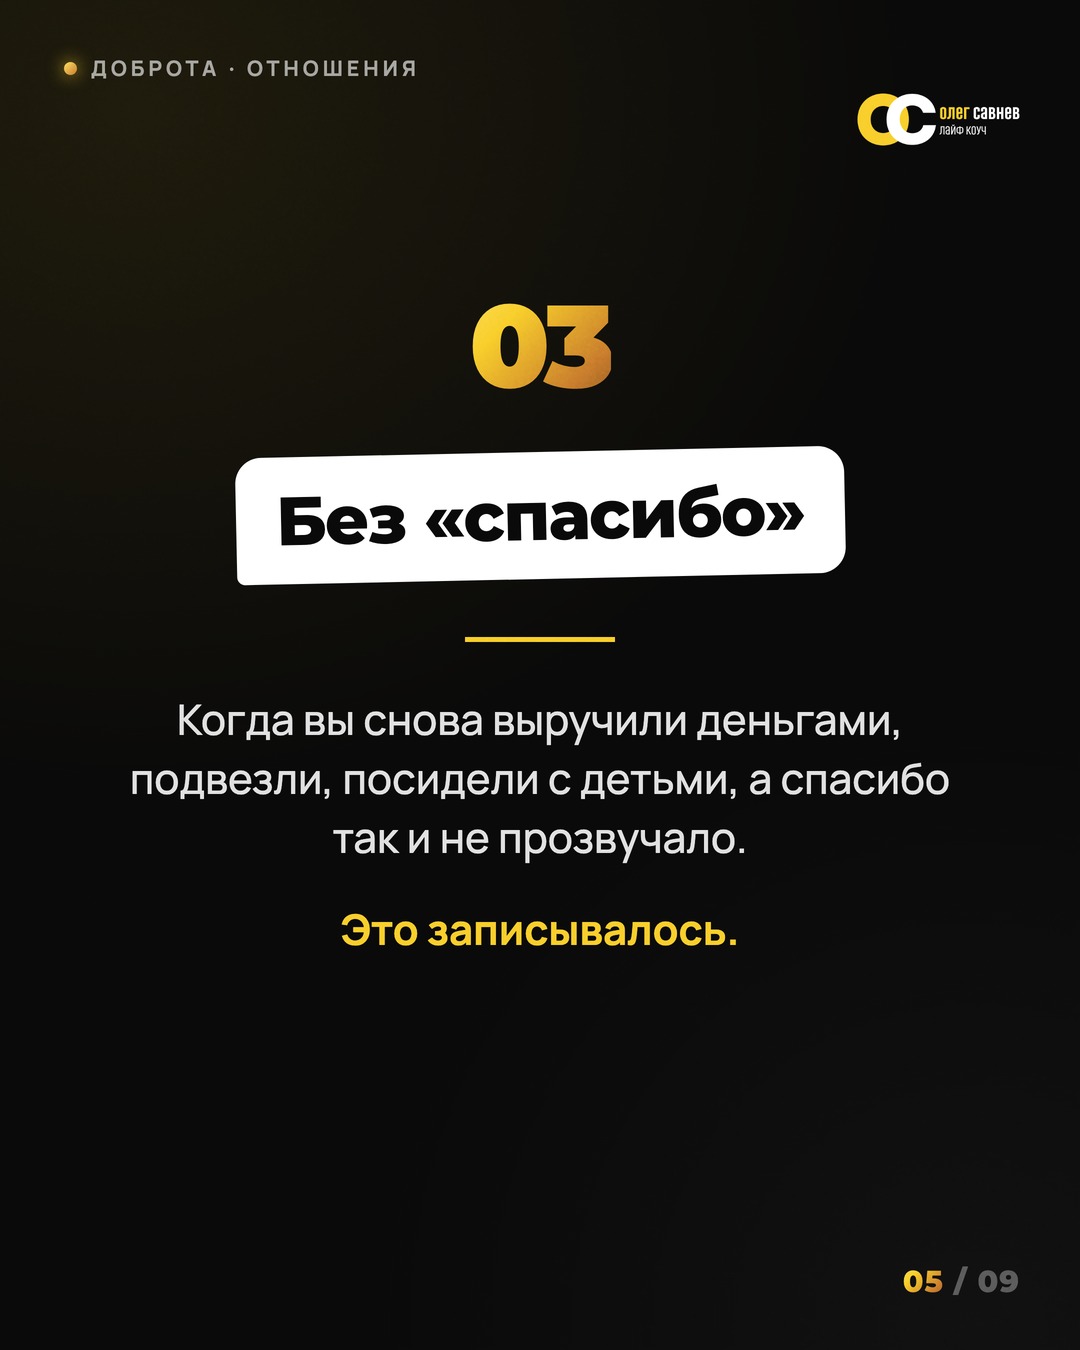 ДОБРОТА · ОТНОШЕНИЯ
ОС олег савнев
ЛАЙФ КОУЧ
03
Без «спасибо»
Когда вы снова выручили деньгами,
подвезли, посидели с детьми, а спасибо
так и не прозвучало.
Это записывалось.
05 / 09